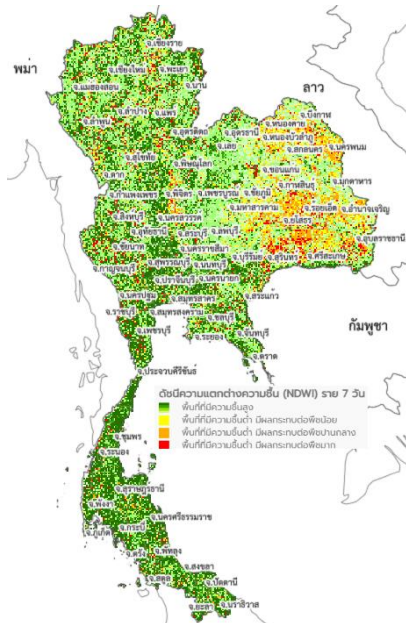 พม่า
ลาว
กัมพูชา
จ.เชียงราย
จ.เชียงใหม่
จ.พะเยา
จ.แม่ฮ่องสอน
จ.น่าน
จ.ลำปาง
จ.แพร่
จ.ลำพูน
จ.อุตรดิตถ์
จ.อุดรธานี
จ.หนองคาย
จ.บึงกาฬ
จ.เลย
จ.หนองบัวลำภู
จ.สกลนคร
จ.นครพนม
จ.สุโขทัย
จ.พิษณุโลก
จ.ตาก
จ.ขอนแก่น
จ.กาฬสินธุ์
จ.มุกดาหาร
จ.กำแพงเพชร
จ.พิจิตร
จ.เพชรบูรณ์
จ.ชัยภูมิ
จ.มหาสารคาม
จ.ร้อยเอ็ด
จ.อำนาจเจริญ
จ.ยโสธร
จ.สิงห์บุรี
จ.นครสวรรค์
จ.อุทัยธานี
จ.สระบุรี
จ.ลพบุรี
จ.อุบลราชธานี
จ.ชัยนาท
จ.นครราชสีมา
จ.บุรีรัมย์
จ.สุรินทร์
จ.ศรีสะเกษ
จ.สุพรรณบุรี
จ.นนทบุรี
จ.กาญจนบุรี
จ.ปราจีนบุรี
จ.นครนายก
จ.สระแก้ว
จ.นครปฐม
จ.สมุทรสาคร
จ.ราชบุรี
จ.สมุทรสงคราม
จ.ชลบุรี
จ.เพชรบุรี
จ.ระยอง
จ.จันทบุรี
จ.ตราด
จ.ประจวบคีรีขันธ์
ดัชนีความแตกต่างความชื้น (NDWI) ราย 7 วัน
พื้นที่ที่มีความชื้นสูง
พื้นที่ที่มีความชื้นต่ำ มีผลกระทบต่อพืชน้อย
พื้นที่ที่มีความชื้นต่ำ มีผลกระทบต่อพืชปานกลาง
พื้นที่ที่มีความชื้นต่ำ มีผลกระทบต่อพืชมาก
จ.ชุมพร
จ.ระนอง
จ.สุราษฎร์ธานี
จ.พังงา
จ.นครศรีธรรมราช
จ.กระบี่
จ.ภูเก็ต
จ.ตรัง
จ.พัทลุง
จ.สงขลา
จ.สตูล
จ.ปัตตานี
จ.ยะลา
จ.นราธิวาส